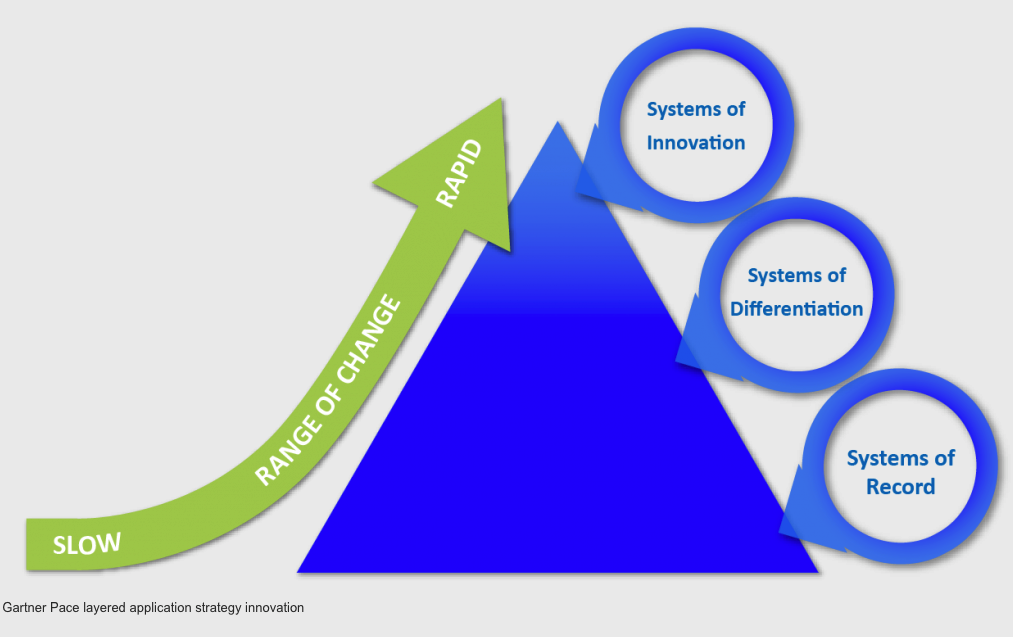 Systems of
Innovation
Systems of
Differentiation
Systems of
Record
RAPID
RANGE OF CHANGE
SLOW
Gartner Pace layered application strategy innovation